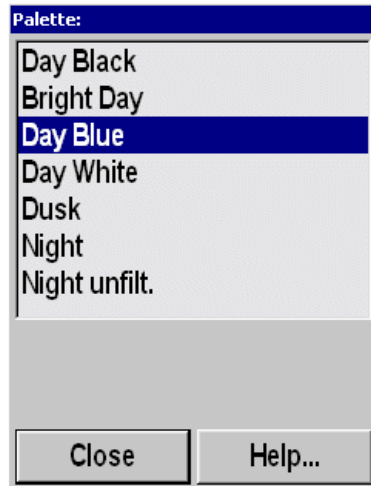 Palette:
Day Black
Bright Day
Day Blue
Day White
Dusk
Night
Night unfilt.
Close
Help...